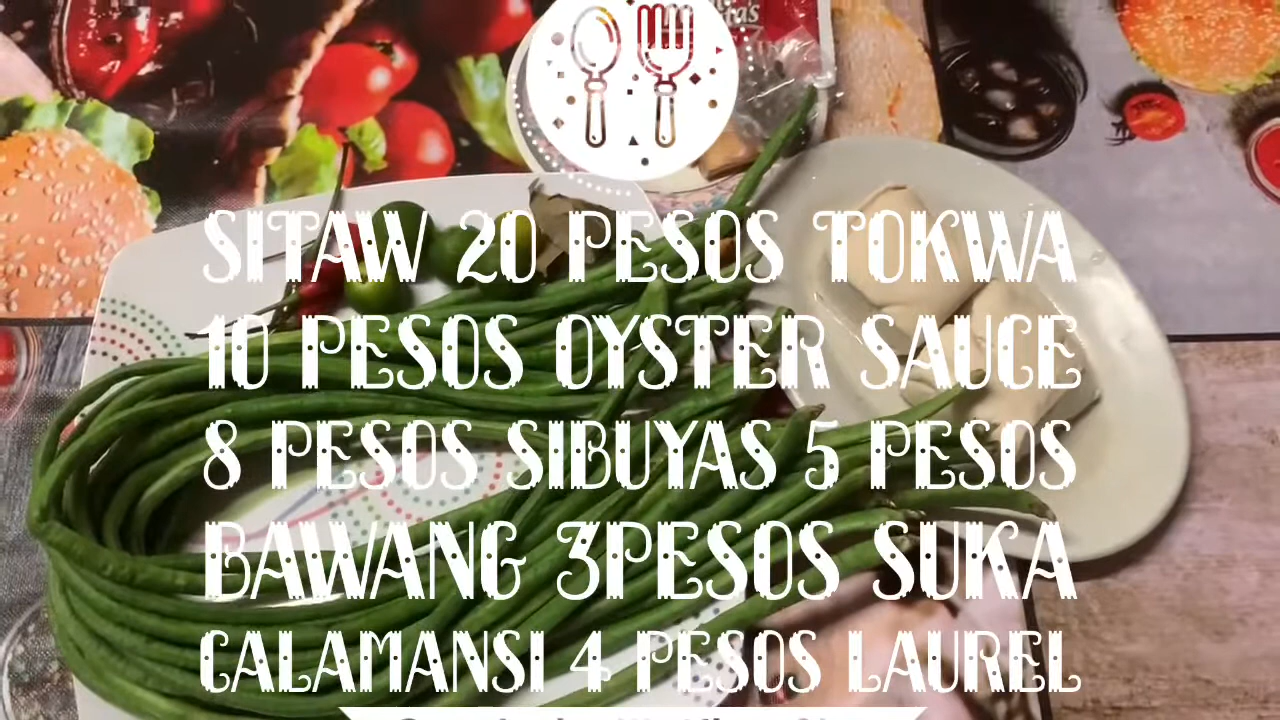 SITAW 20 PESOS TOKWA
10 PESOS OYSTER SAUCE
8 PESOS SIBUYAS 5 PESOS
BAWANG 3PESOS SUKA
CALAMANSI 4 PESOS LAUREL